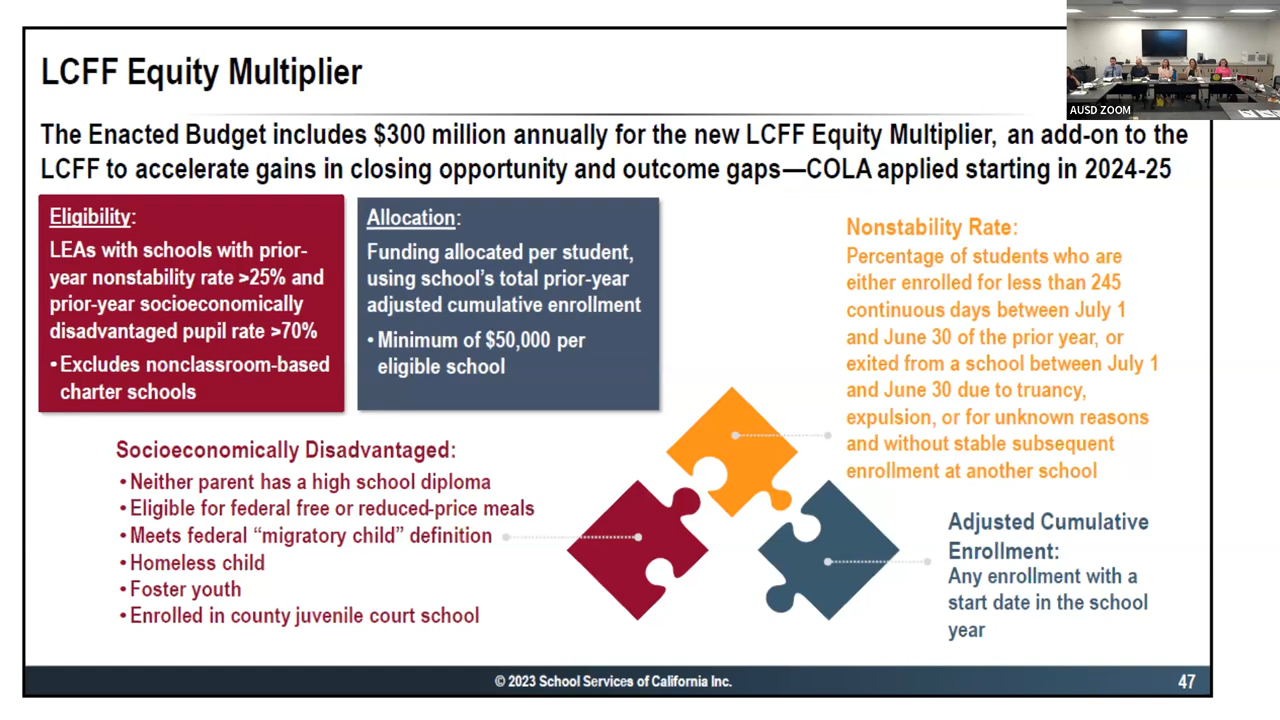 LCFF Equity Multiplier
AUSD ZOOM
The Enacted Budget includes $300 million annually for the new LCFF Equity Multiplier, an add-on to the
LCFF to accelerate gains in closing opportunity and outcome gaps—COLA applied starting in 2024-25
Eligibility:
LEAs with schools with prior-
year nonstability rate >25% and
prior-year socioeconomically
disadvantaged pupil rate >70%
• Excludes nonclassroom-based
charter schools
Allocation:
Funding allocated per student,
using school's total prior-year
adjusted cumulative enrollment
• Minimum of $50,000 per
eligible school
Nonstability Rate:
Percentage of students who are
either enrolled for less than 245
continuous days between July 1
and June 30 of the prior year, or
exited from a school between July 1
and June 30 due to truancy,
expulsion, or for unknown reasons
and without stable subsequent
enrollment at another school
Socioeconomically Disadvantaged:
• Neither parent has a high school diploma
• Eligible for federal free or reduced-price meals
• Meets federal “migratory child” definition
• Homeless child
• Foster youth
• Enrolled in county juvenile court school
Adjusted Cumulative
Enrollment:
Any enrollment with a
start date in the school
year
© 2023 School Services of California Inc.
47